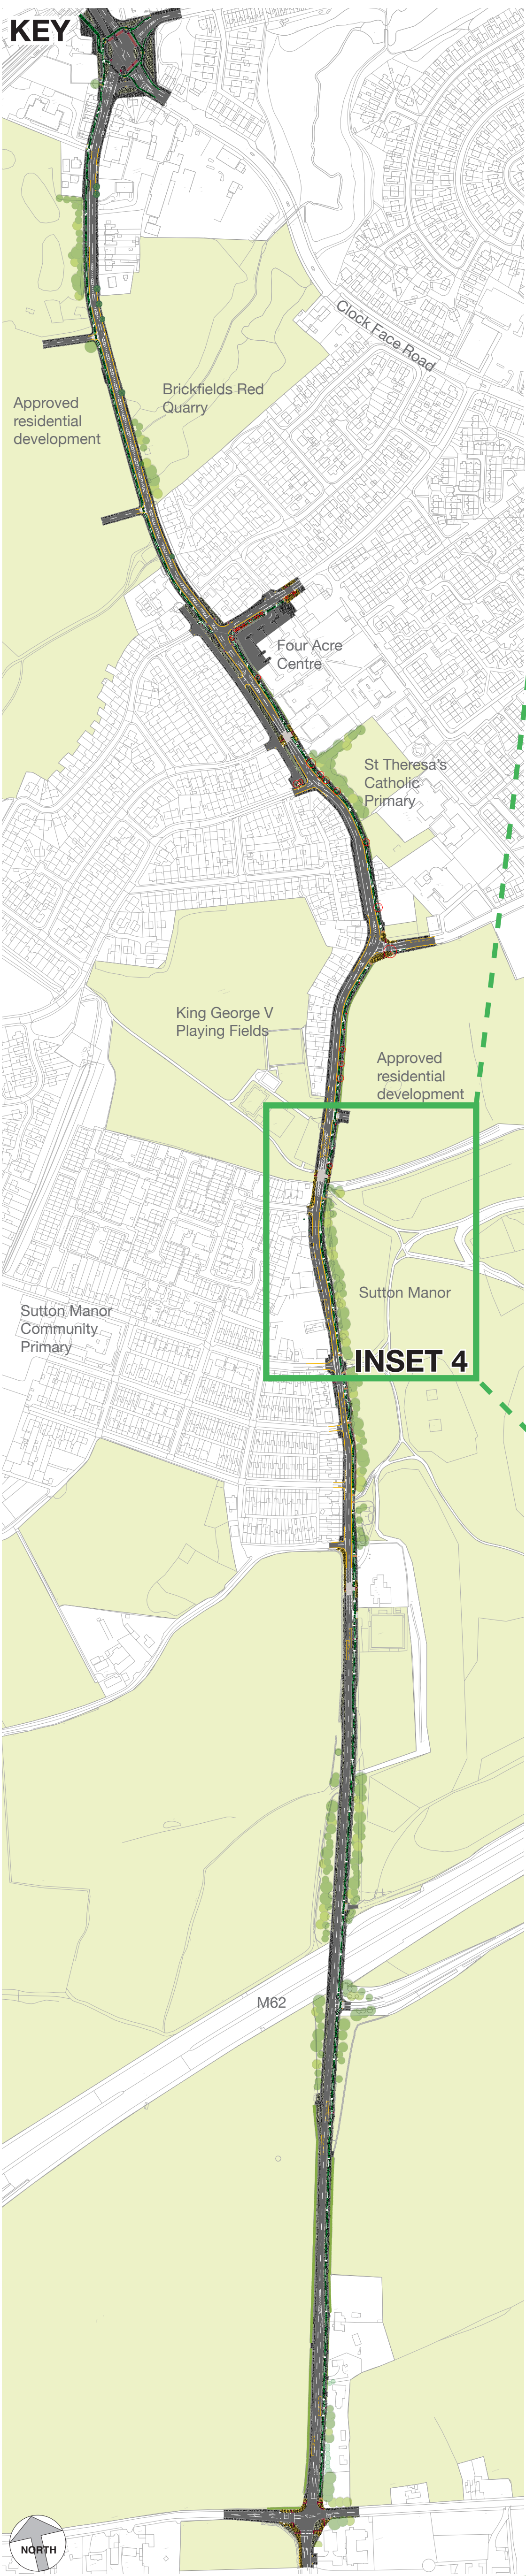 KEY
Clock Face Road
Brickfields Red
Quarry
Approved
residential
development
Four Acre
Centre
St Theresa's
Catholic
Primary
King George V
Playing Fields
Approved
residential
development
Sutton Manor
Sutton Manor
Community
Primary
INSET 4
M62
NORTH